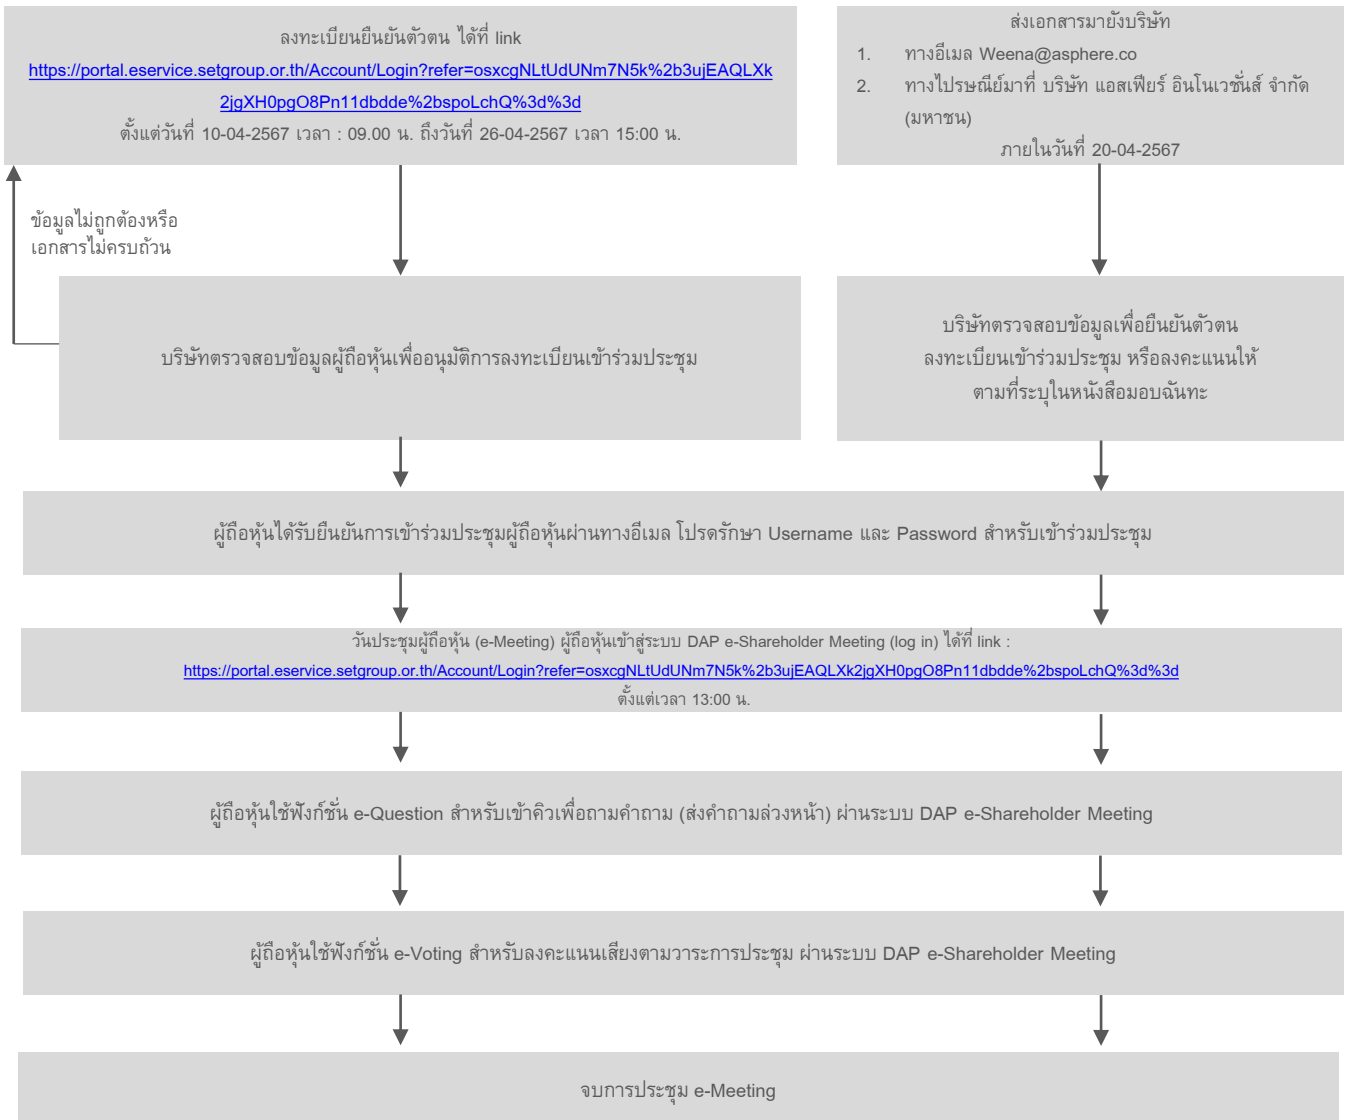 ลงทะเบียนยืนยันตัวตน ได้ที่ link
https://portal.eservice.setgroup.or.th/Account/Login?refer=osxcgNLtUdUNm7N5k%2b3ujEAQLXk
2jgXH0pgO8Pn11dbdde%2bspoLchQ%3d%3d
ตั้งแต่วันที่ 10-04-2567 เวลา : 09.00 น. ถึงวันที่ 26-04-2567 เวลา 15:00 น.
ส่งเอกสารมายังบริษัท
1. ทางอีเมล Weena@asphere.co
2. ทางไปรษณีย์มาที่ บริษัท แอสเฟียร์ อินโนเวชั่นส์ จำกัด
(มหาชน)
ภายในวันที่ 20-04-2567
ข้อมูลไม่ถูกต้องหรือ
เอกสารไม่ครบถ้วน
บริษัทตรวจสอบข้อมูลผู้ถือหุ้นเพื่ออนุมัติการลงทะเบียนเข้าร่วมประชุม
บริษัทตรวจสอบข้อมูลเพื่อยืนยันตัวตน
ลงทะเบียนเข้าร่วมประชุม หรือลงคะแนนให้
ตามที่ระบุในหนังสือมอบฉันทะ
ผู้ถือหุ้นได้รับยืนยันการเข้าร่วมประชุมผู้ถือหุ้นผ่านทางอีเมล โปรดรักษา Username และ Password สำหรับเข้าร่วมประชุม
วันประชุมผู้ถือหุ้น (e-Meeting) ผู้ถือหุ้นเข้าสู่ระบบ DAP e-Shareholder Meeting (log in) ได้ที่ link :
https://portal.eservice.setgroup.or.th/Account/Login?refer=osxcgNLtUdUNm7N5k%2b3ujEAQLXk2jgXH0pgO8Pn11dbdde%2bspoLchQ%3d%3d
ตั้งแต่เวลา 13:00 น.
ผู้ถือหุ้นใช้ฟังก์ชั่น e-Question สำหรับเข้าคิวเพื่อถามคำถาม (ส่งคำถามล่วงหน้า) ผ่านระบบ DAP e-Shareholder Meeting
ผู้ถือหุ้นใช้ฟังก์ชั่น e-Voting สำหรับลงคะแนนเสียงตามวาระการประชุม ผ่านระบบ DAP e-Shareholder Meeting
จบการประชุม e-Meeting